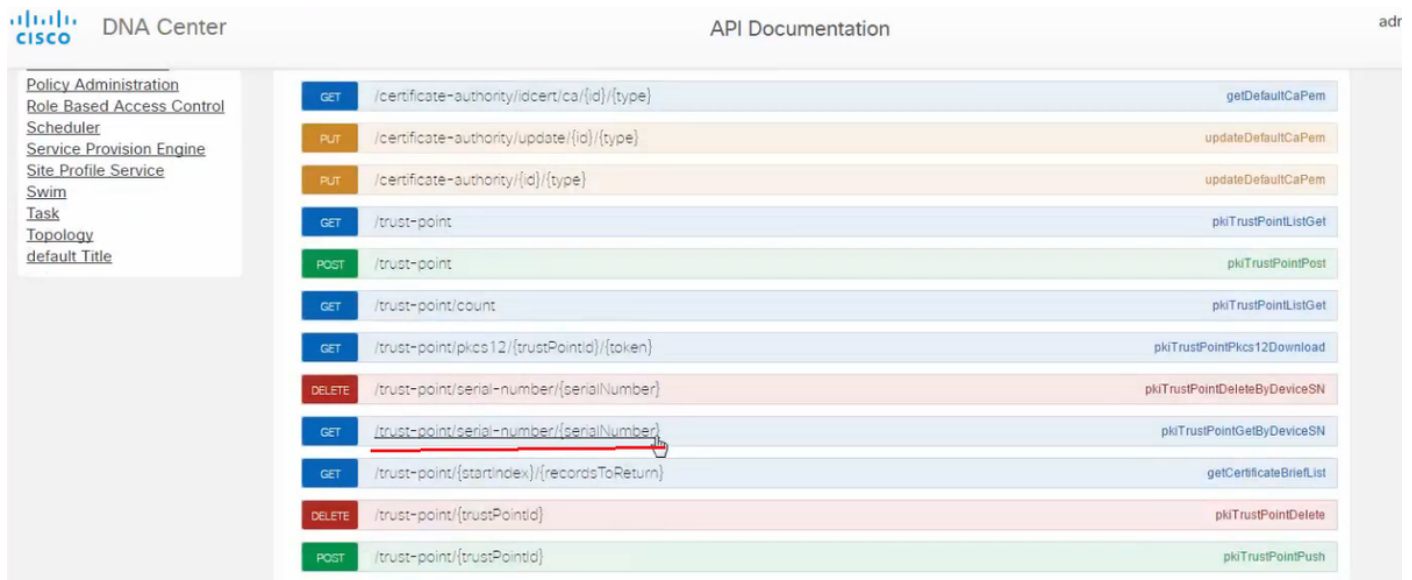 CISCO DNA Center API Documentation adr
Policy Administration
Role Based Access Control
Scheduler
Service Provision Engine
Site Profile Service
Swim
Task
Topology
default Title
GET /certificate-authority/idcert/ca/{id}/{type} getDefaultCaPem
PUT /certificate-authority/update/{id}/{type} updateDefaultCaPem
PUT /certificate-authority/{id}/{type} updateDefaultCaPem
GET /trust-point pkiTrustPointListGet
POST /trust-point pkiTrustPointPost
GET /trust-point/count pkiTrustPointListGet
GET /trust-point/pkcs12/{trustPointId}/{token} pkiTrustPointPkcs12Download
DELETE /trust-point/serial-number/{serialNumber} pkiTrustPointDeleteByDeviceSN
GET /trust-point/serial-number/{serialNumber} pkiTrustPointGetByDeviceSN
GET /trust-point/{startIndex}/{recordsToReturn} getCertificateBriefList
DELETE /trust-point/{trustPointId} pkiTrustPointDelete
POST /trust-point/{trustPointId} pkiTrustPointPush